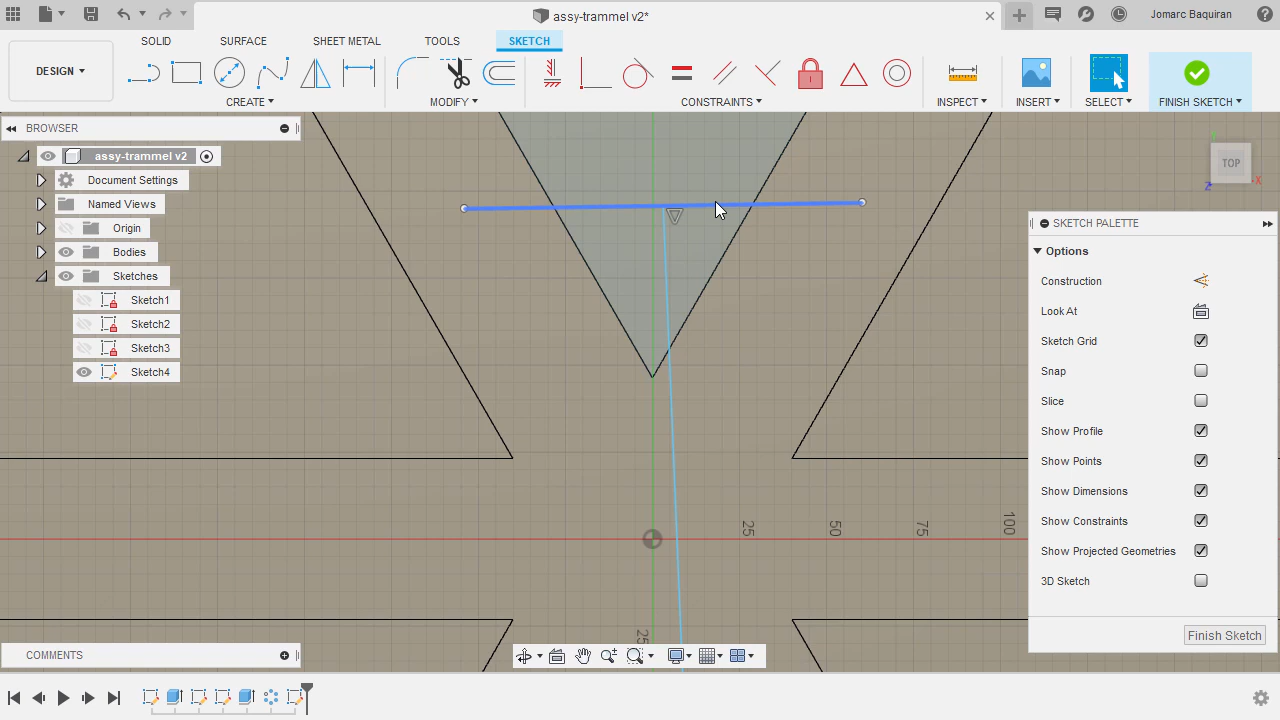 assy-trammel v2*
Jomarc Baquiran
SOLID SURFACE SHEET METAL TOOLS SKETCH
DESIGN
CREATE MODIFY CONSTRAINTS INSPECT INSERT SELECT FINISH SKETCH
BROWSER
assy-trammel v2
Document Settings
Named Views
Origin
Bodies
Sketches
Sketch1
Sketch2
Sketch3
Sketch4
TOP
X
Z
SKETCH PALETTE
Options
Construction
Look At
Sketch Grid
Snap
Slice
Show Profile
Show Points
Show Dimensions
Show Constraints
Show Projected Geometries
3D Sketch
Finish Sketch
25 50 75 100
25
COMMENTS